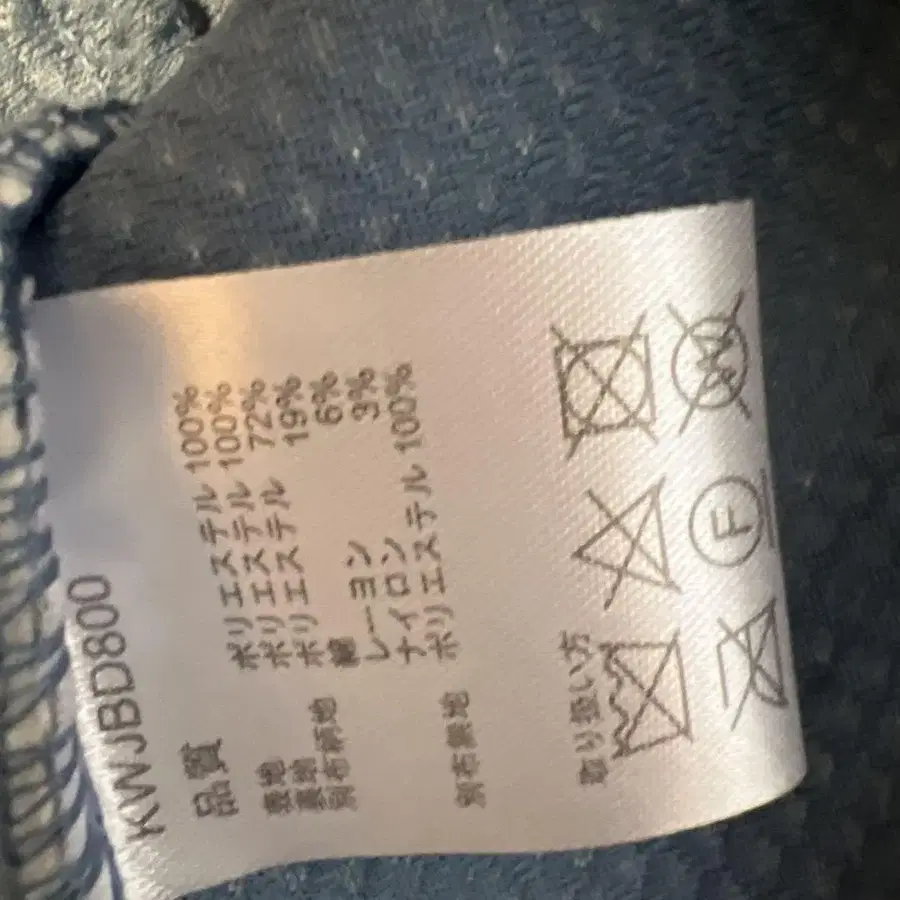 KWJBD800
品質
表地 ポリエステル 100%
裏地 ポリエステル 100%
別布柄地 ポリエステル 72%
綿 19%
レーヨン 6%
ナイロン 3%
別布無地 ポリエステル 100%
取り扱い方
F W